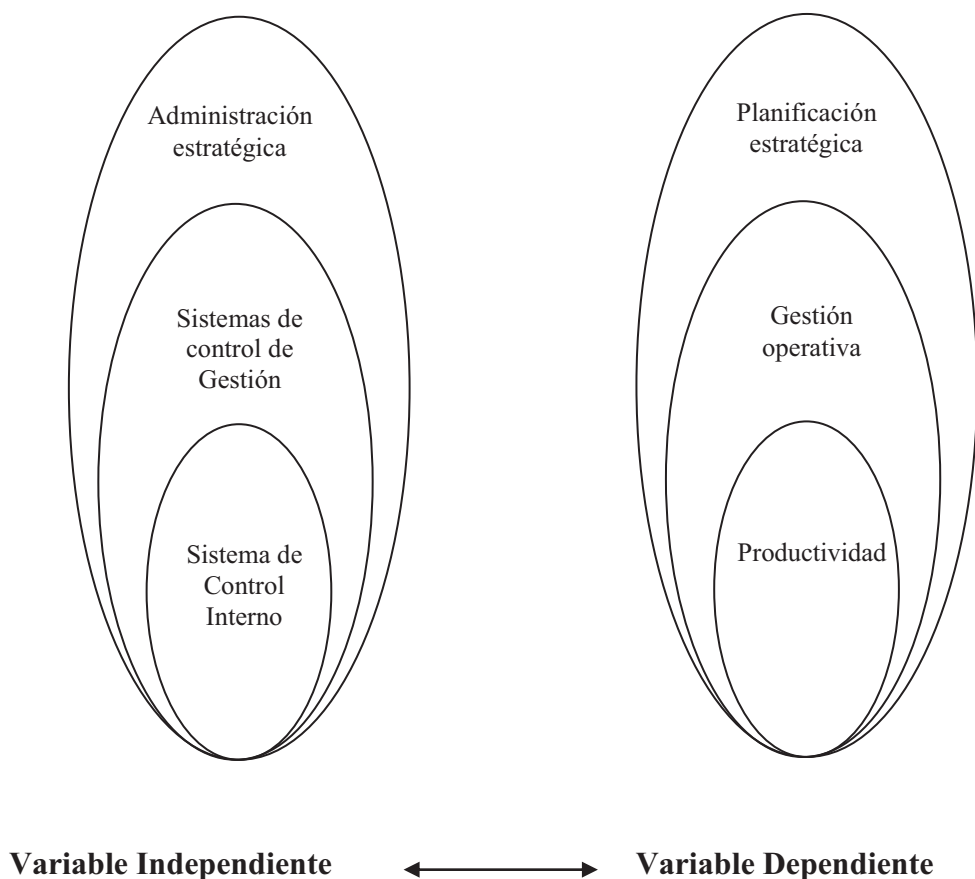 Administración
estratégica
Sistemas de
control de
Gestión
Sistema de
Control
Interno
Planificación
estratégica
Gestión
operativa
Productividad
Variable Independiente
Variable Dependiente